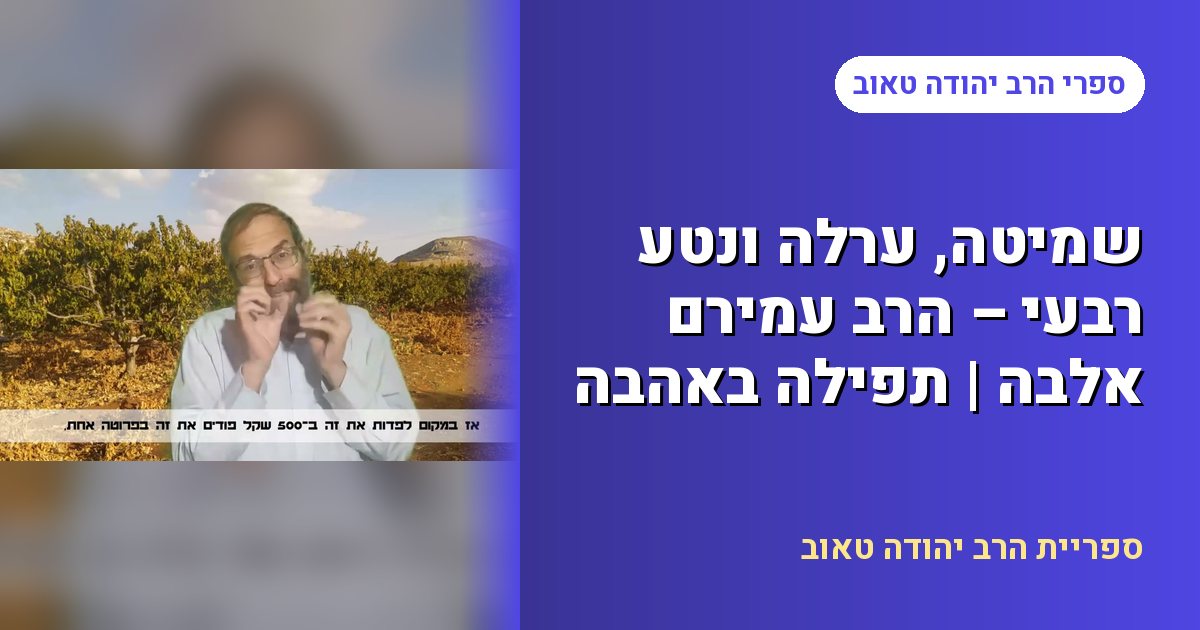 ספרי הרב יהודה טאוב
שמיטה, ערלה ונטע
רבעי – הרב עמירם
אלבה | תפילה באהבה
ספריית הרב יהודה טאוב
אז במקום לפדות את זה ב־500 שקל פודים את זה בפרוטה אחת.